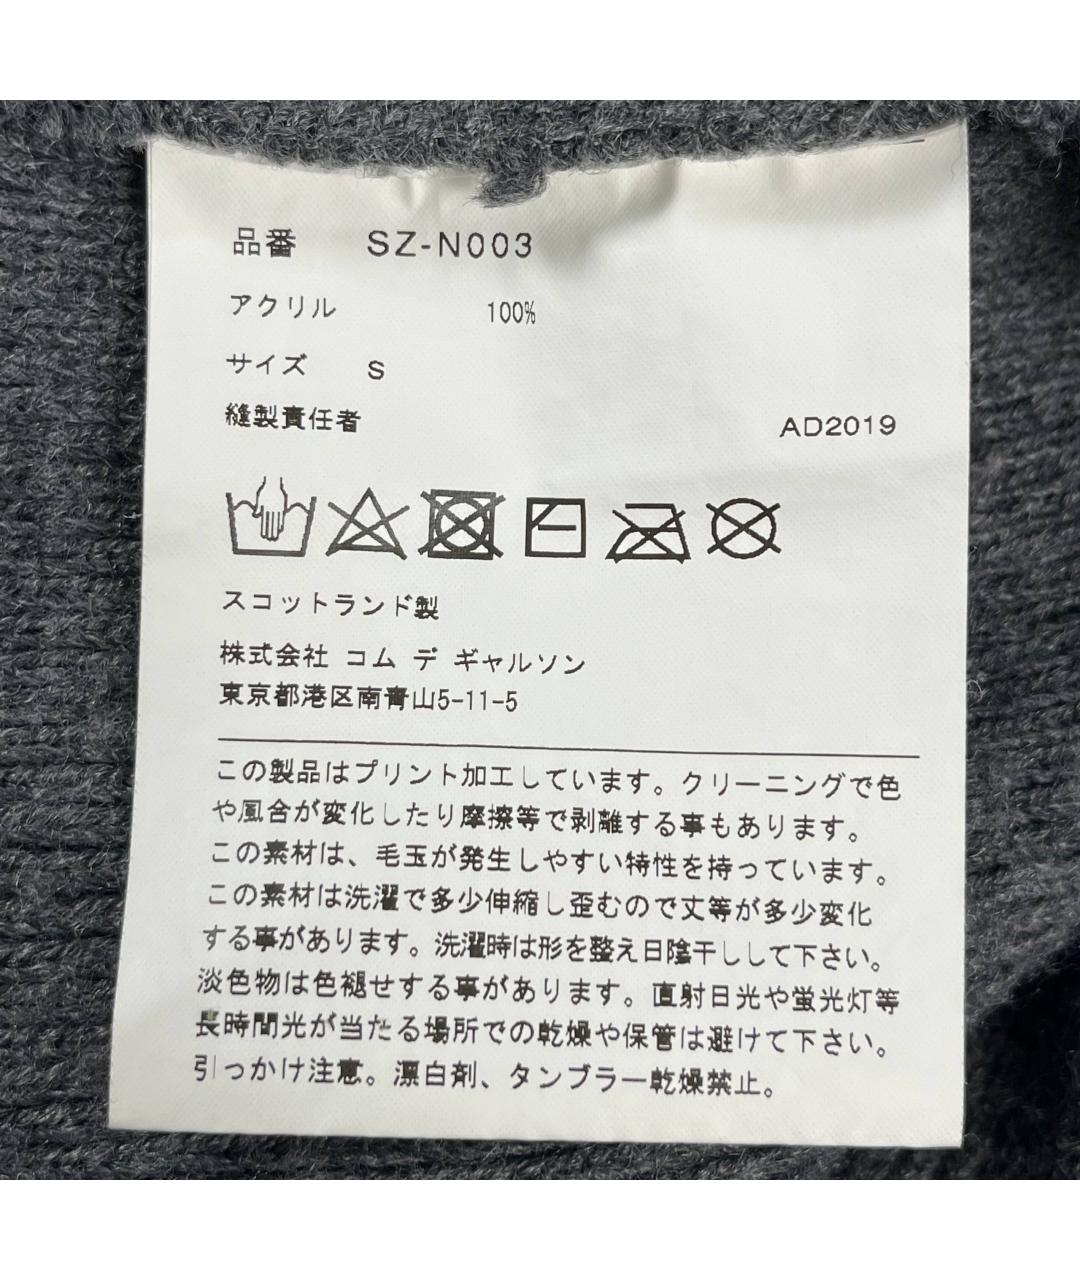 品番 SZ-N003
アクリル 100%
サイズ S
縫製責任者 AD2019
スコットランド製
株式会社 コム デ ギャルソン
東京都港区南青山5-11-5
この製品はプリント加工しています。クリーニングで色
や風合が変化したり摩擦等で剥離する事もあります。
この素材は、毛玉が発生しやすい特性を持っています。
この素材は洗濯で多少伸縮し歪むので丈等が多少変化
する事があります。洗濯時は形を整え日陰干しして下さい。
淡色物は色褪せする事があります。直射日光や蛍光灯等
長時間光が当たる場所での乾燥や保管は避けて下さい。
引っかけ注意。漂白剤、タンブラー乾燥禁止。